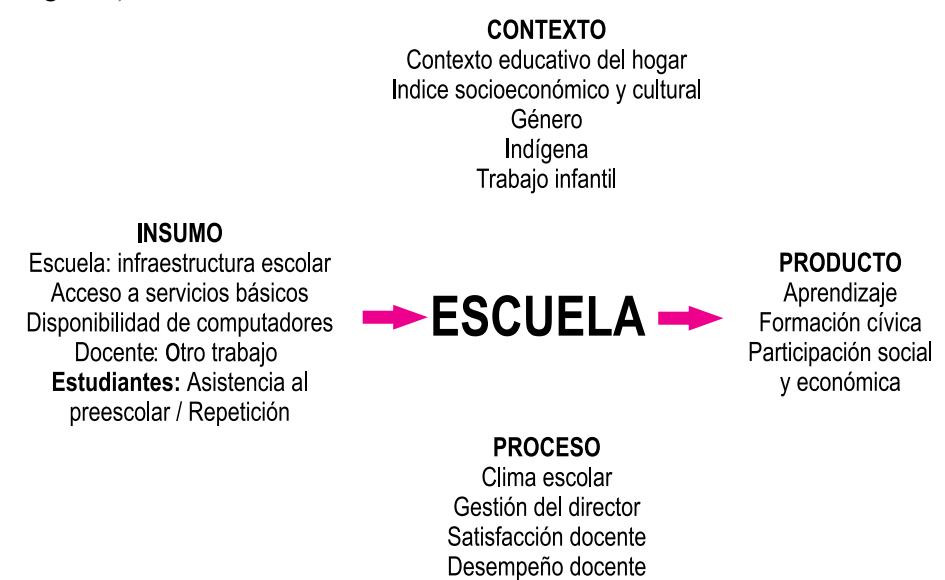 CONTEXTO
Contexto educativo del hogar
Indice socioeconómico y cultural
Género
Indígena
Trabajo infantil
INSUMO
Escuela: infraestructura escolar
Acceso a servicios básicos
Disponibilidad de computadores
Docente: Otro trabajo
Estudiantes: Asistencia al
preescolar / Repetición
ESCUELA
PRODUCTO
Aprendizaje
Formación cívica
Participación social
y económica
PROCESO
Clima escolar
Gestión del director
Satisfacción docente
Desempeño docente